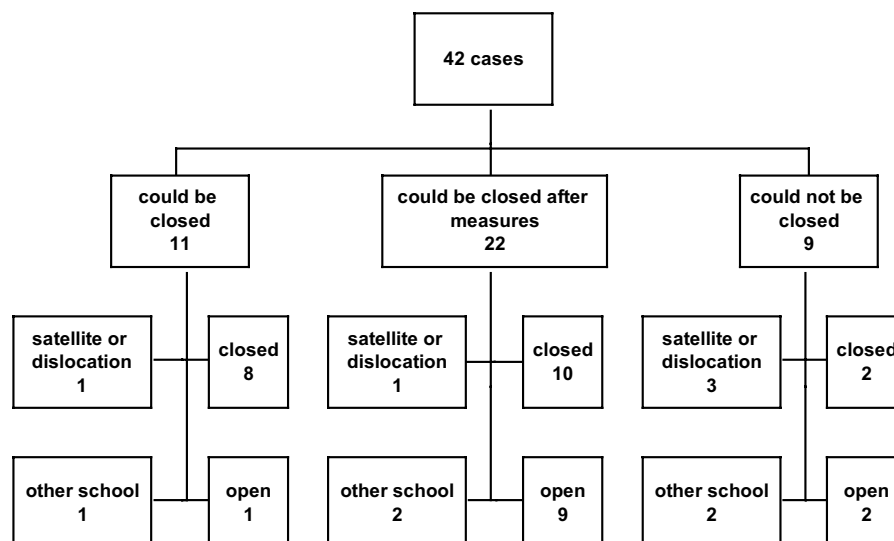 42 cases
could be
closed
11
could be closed after
measures
22
could not be
closed
9
satellite or
dislocation
1
closed
8
satellite or
dislocation
1
closed
10
satellite or
dislocation
3
closed
2
other school
1
open
1
other school
2
open
9
other school
2
open
2